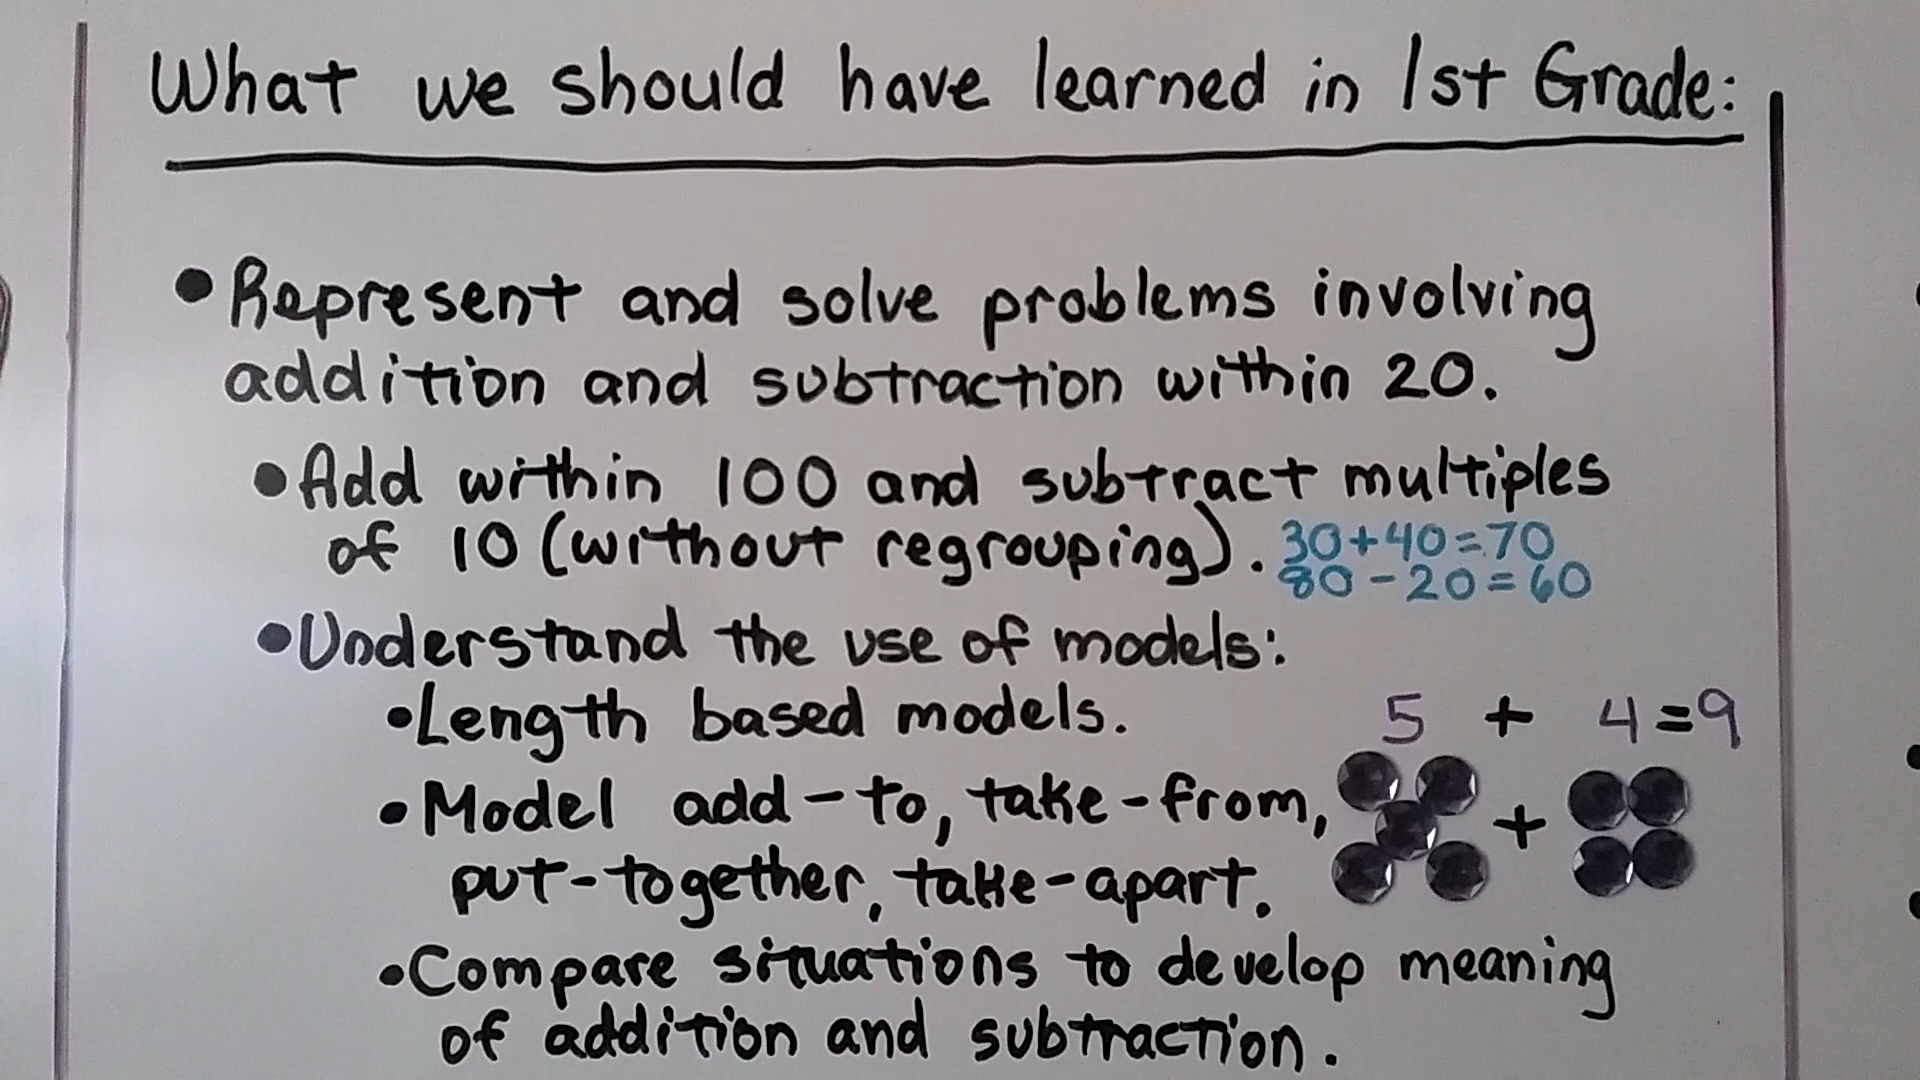 What we should have learned in 1st Grade:
• Represent and solve problems involving
addition and subtraction within 20.
• Add within 100 and subtract multiples
of 10 (without regrouping). 30+40=70
80-20=60
• Understand the use of models:
• Length based models.
5 + 4=9
• Model add-to, take-from,
+
put-together, take-apart.
• Compare situations to develop meaning
of addition and subtraction.